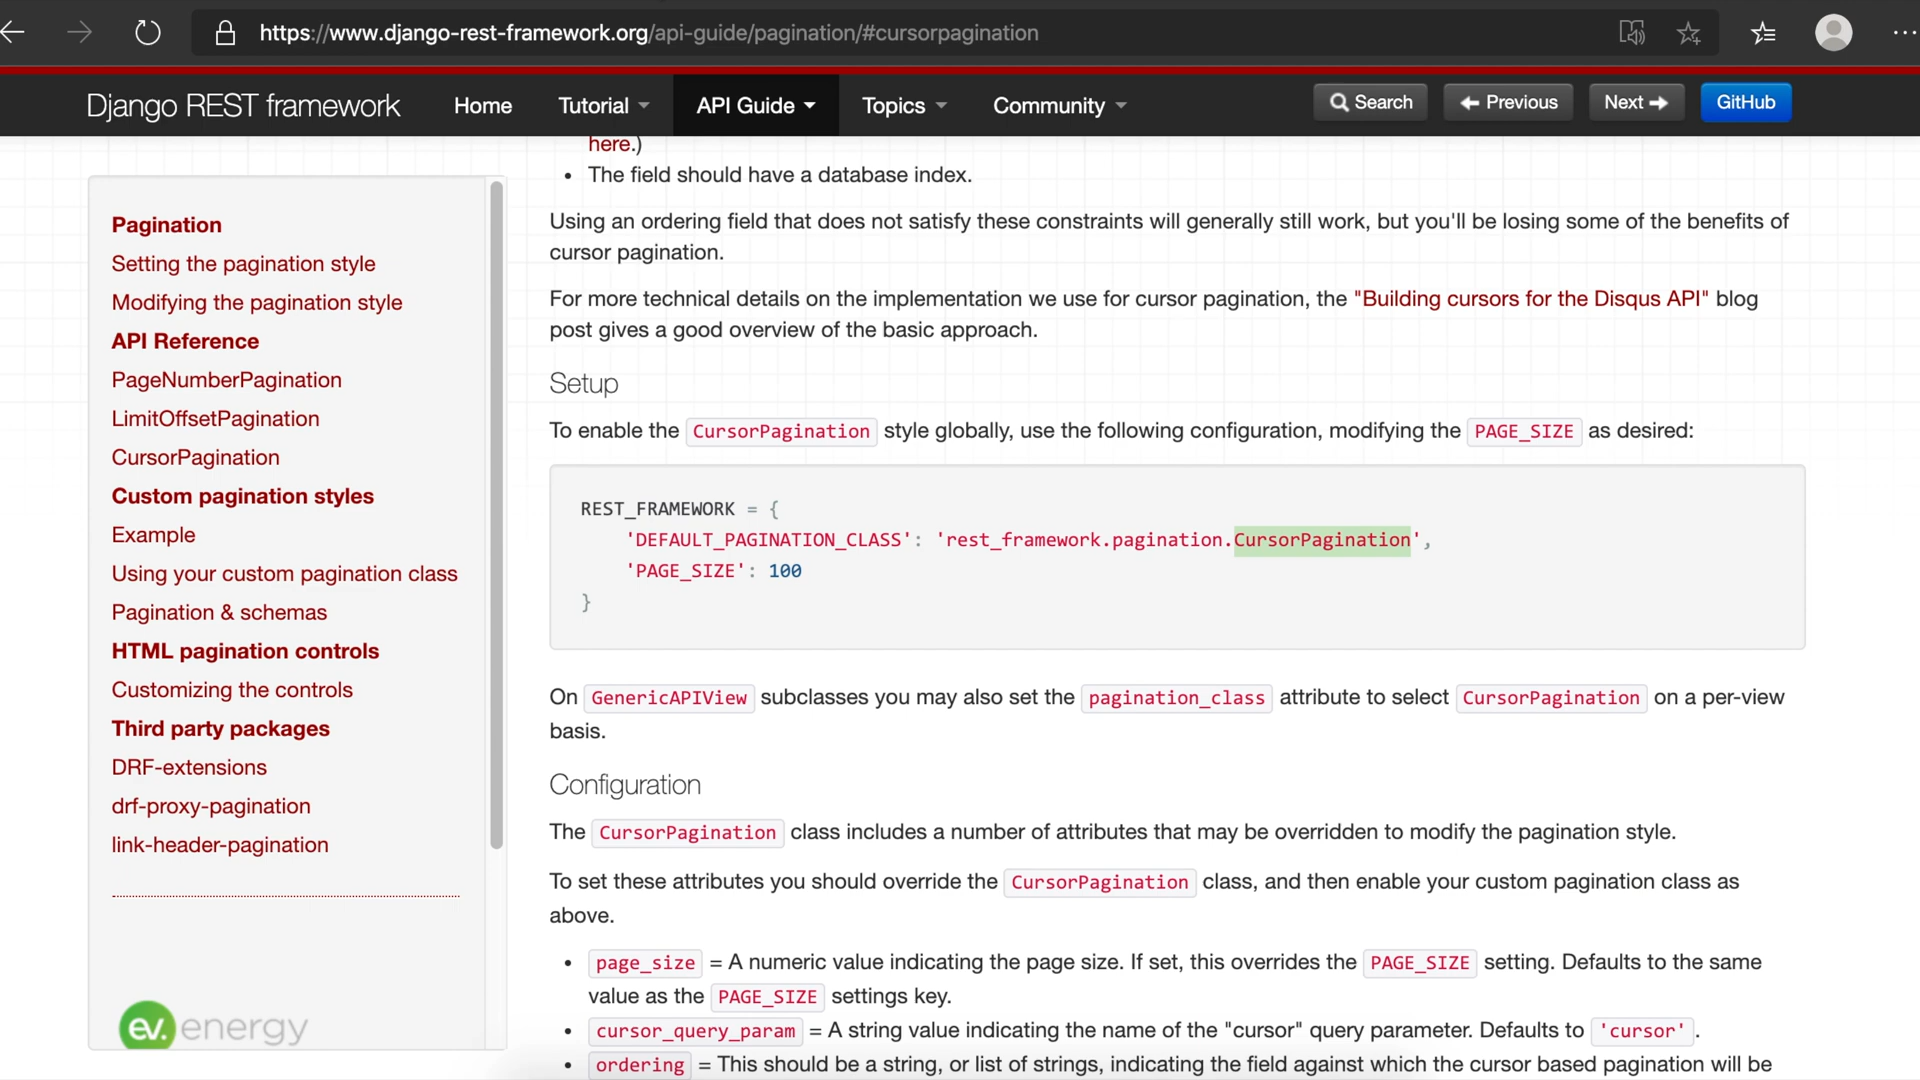 https://www.django-rest-framework.org/api-guide/pagination/#cursorpagination
Django REST framework Home Tutorial API Guide Topics Community Search Previous Next GitHub
here.)
• The field should have a database index.
Using an ordering field that does not satisfy these constraints will generally still work, but you'll be losing some of the benefits of
cursor pagination.
For more technical details on the implementation we use for cursor pagination, the "Building cursors for the Disqus API" blog
post gives a good overview of the basic approach.
Setup
To enable the CursorPagination style globally, use the following configuration, modifying the PAGE_SIZE as desired:
REST_FRAMEWORK = {
'DEFAULT_PAGINATION_CLASS': 'rest_framework.pagination.CursorPagination',
'PAGE_SIZE': 100
}
On GenericAPIView subclasses you may also set the pagination_class attribute to select CursorPagination on a per-view
basis.
Configuration
The CursorPagination class includes a number of attributes that may be overridden to modify the pagination style.
To set these attributes you should override the CursorPagination class, and then enable your custom pagination class as
above.
• page_size = A numeric value indicating the page size. If set, this overrides the PAGE_SIZE setting. Defaults to the same
value as the PAGE_SIZE settings key.
• cursor_query_param = A string value indicating the name of the "cursor" query parameter. Defaults to 'cursor'.
• ordering = This should be a string, or list of strings, indicating the field against which the cursor based pagination will be
Pagination
Setting the pagination style
Modifying the pagination style
API Reference
PageNumberPagination
LimitOffsetPagination
CursorPagination
Custom pagination styles
Example
Using your custom pagination class
Pagination & schemas
HTML pagination controls
Customizing the controls
Third party packages
DRF-extensions
drf-proxy-pagination
link-header-pagination
ev. energy